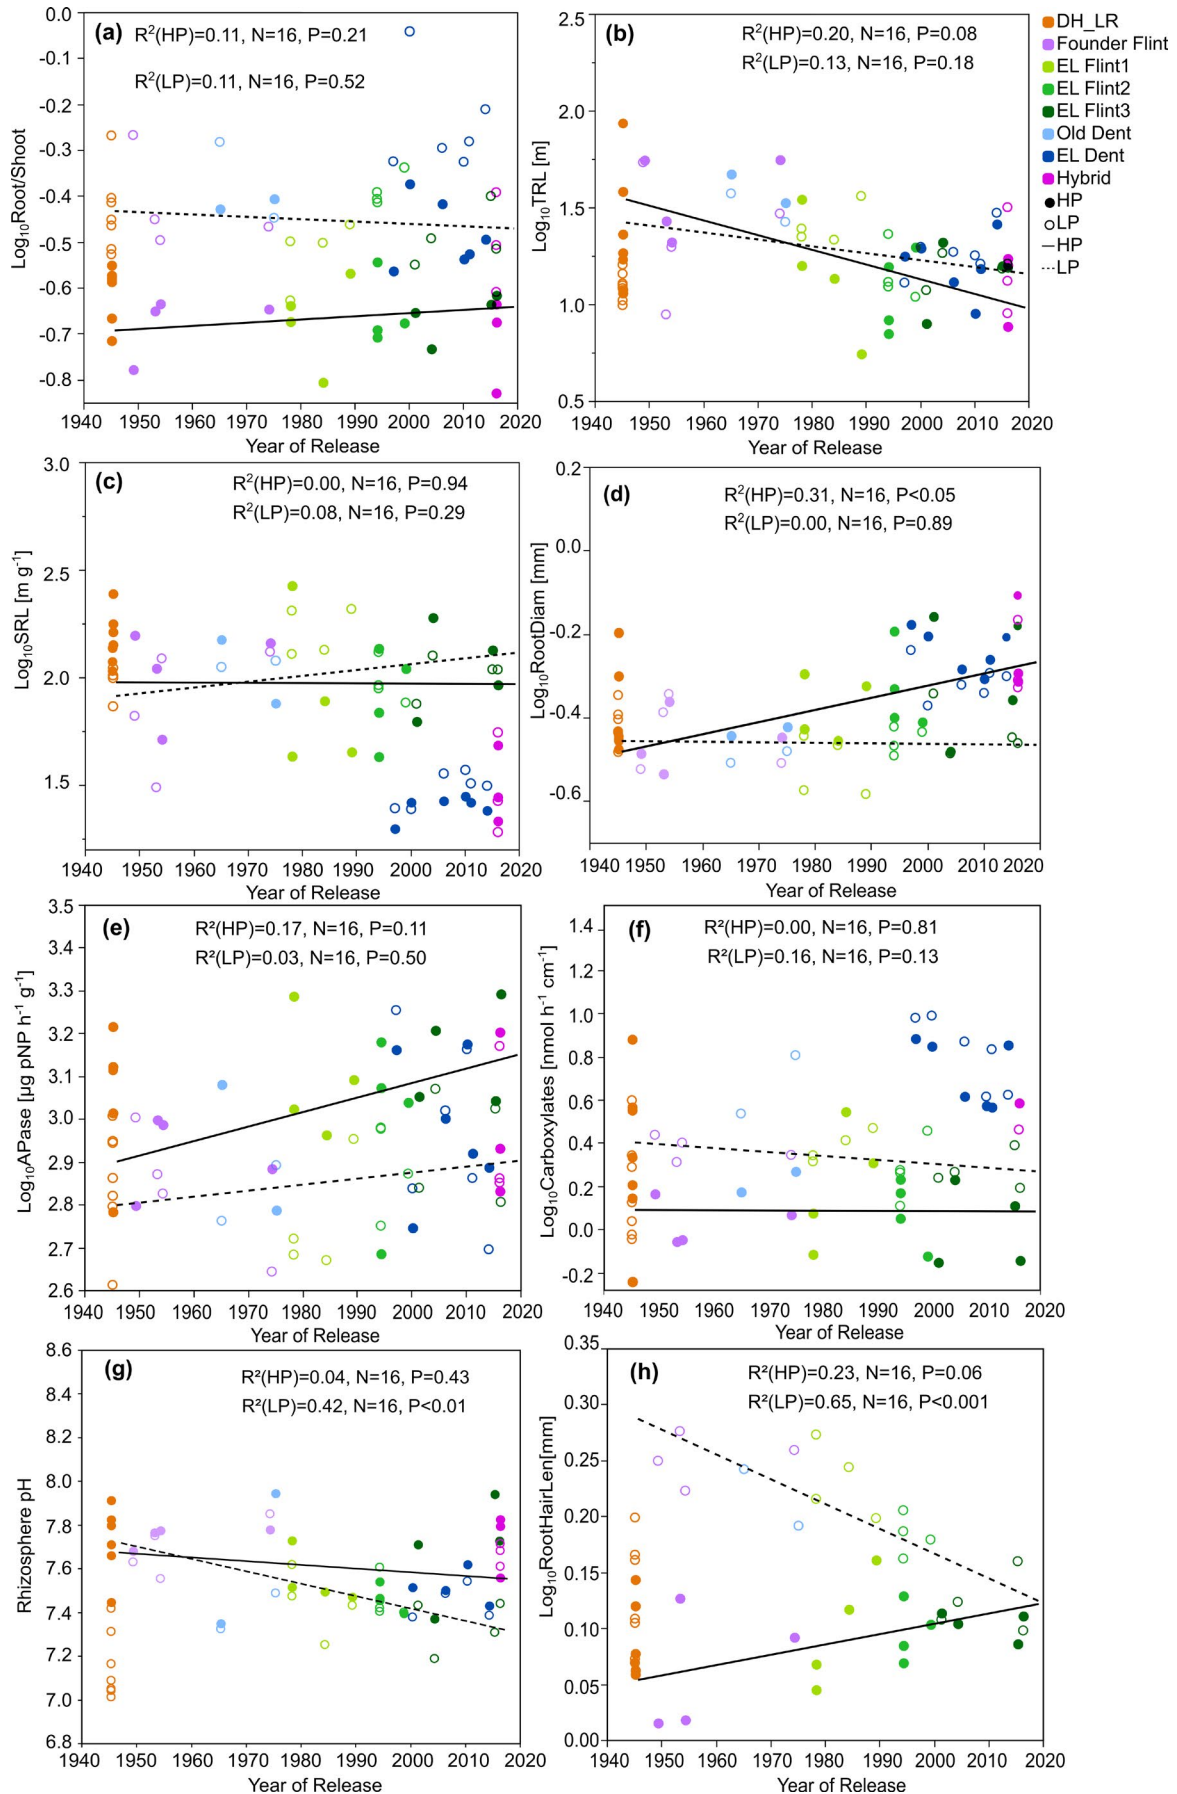 (a) R²(HP)=0.11, N=16, P=0.21
R²(LP)=0.11, N=16, P=0.52
Log₁₀Root/Shoot
0.0
-0.1
-0.2
-0.3
-0.4
-0.5
-0.6
-0.7
-0.8
1940 1950 1960 1970 1980 1990 2000 2010 2020
Year of Release
(b) R²(HP)=0.20, N=16, P=0.08
R²(LP)=0.13, N=16, P=0.18
Log₁₀TRL [m]
2.5
2.0
1.5
1.0
0.5
1940 1950 1960 1970 1980 1990 2000 2010 2020
Year of Release
DH_LR
Founder Flint
EL Flint1
EL Flint2
EL Flint3
Old Dent
EL Dent
Hybrid
HP
LP
HP
LP
(c) R²(HP)=0.00, N=16, P=0.94
R²(LP)=0.08, N=16, P=0.29
Log₁₀SRL [m g⁻¹]
3.0
2.5
2.0
1.5
1940 1950 1960 1970 1980 1990 2000 2010 2020
Year of Release
(d) R²(HP)=0.31, N=16, P<0.05
R²(LP)=0.00, N=16, P=0.89
Log₁₀RootDiam [mm]
0.2
0.0
-0.2
-0.4
-0.6
1940 1950 1960 1970 1980 1990 2000 2010 2020
Year of Release
(e) R²(HP)=0.17, N=16, P=0.11
R²(LP)=0.03, N=16, P=0.50
Log₁₀APase [µg pNP h⁻¹ g⁻¹]
3.5
3.4
3.3
3.2
3.1
3.0
2.9
2.8
2.7
2.6
1940 1950 1960 1970 1980 1990 2000 2010 2020
Year of Release
(f) R²(HP)=0.00, N=16, P=0.81
R²(LP)=0.16, N=16, P=0.13
Log₁₀Carboxylates [nmol h⁻¹ cm⁻¹]
1.4
1.2
1.0
0.8
0.6
0.4
0.2
0.0
-0.2
1940 1950 1960 1970 1980 1990 2000 2010 2020
Year of Release
(g) R²(HP)=0.04, N=16, P=0.43
R²(LP)=0.42, N=16, P<0.01
Rhizosphere pH
8.6
8.4
8.2
8.0
7.8
7.6
7.4
7.2
7.0
6.8
1940 1950 1960 1970 1980 1990 2000 2010 2020
Year of Release
(h) R²(HP)=0.23, N=16, P=0.06
R²(LP)=0.65, N=16, P<0.001
Log₁₀RootHairLen[mm]
0.35
0.30
0.25
0.20
0.15
0.10
0.05
0.00
1940 1950 1960 1970 1980 1990 2000 2010 2020
Year of Release